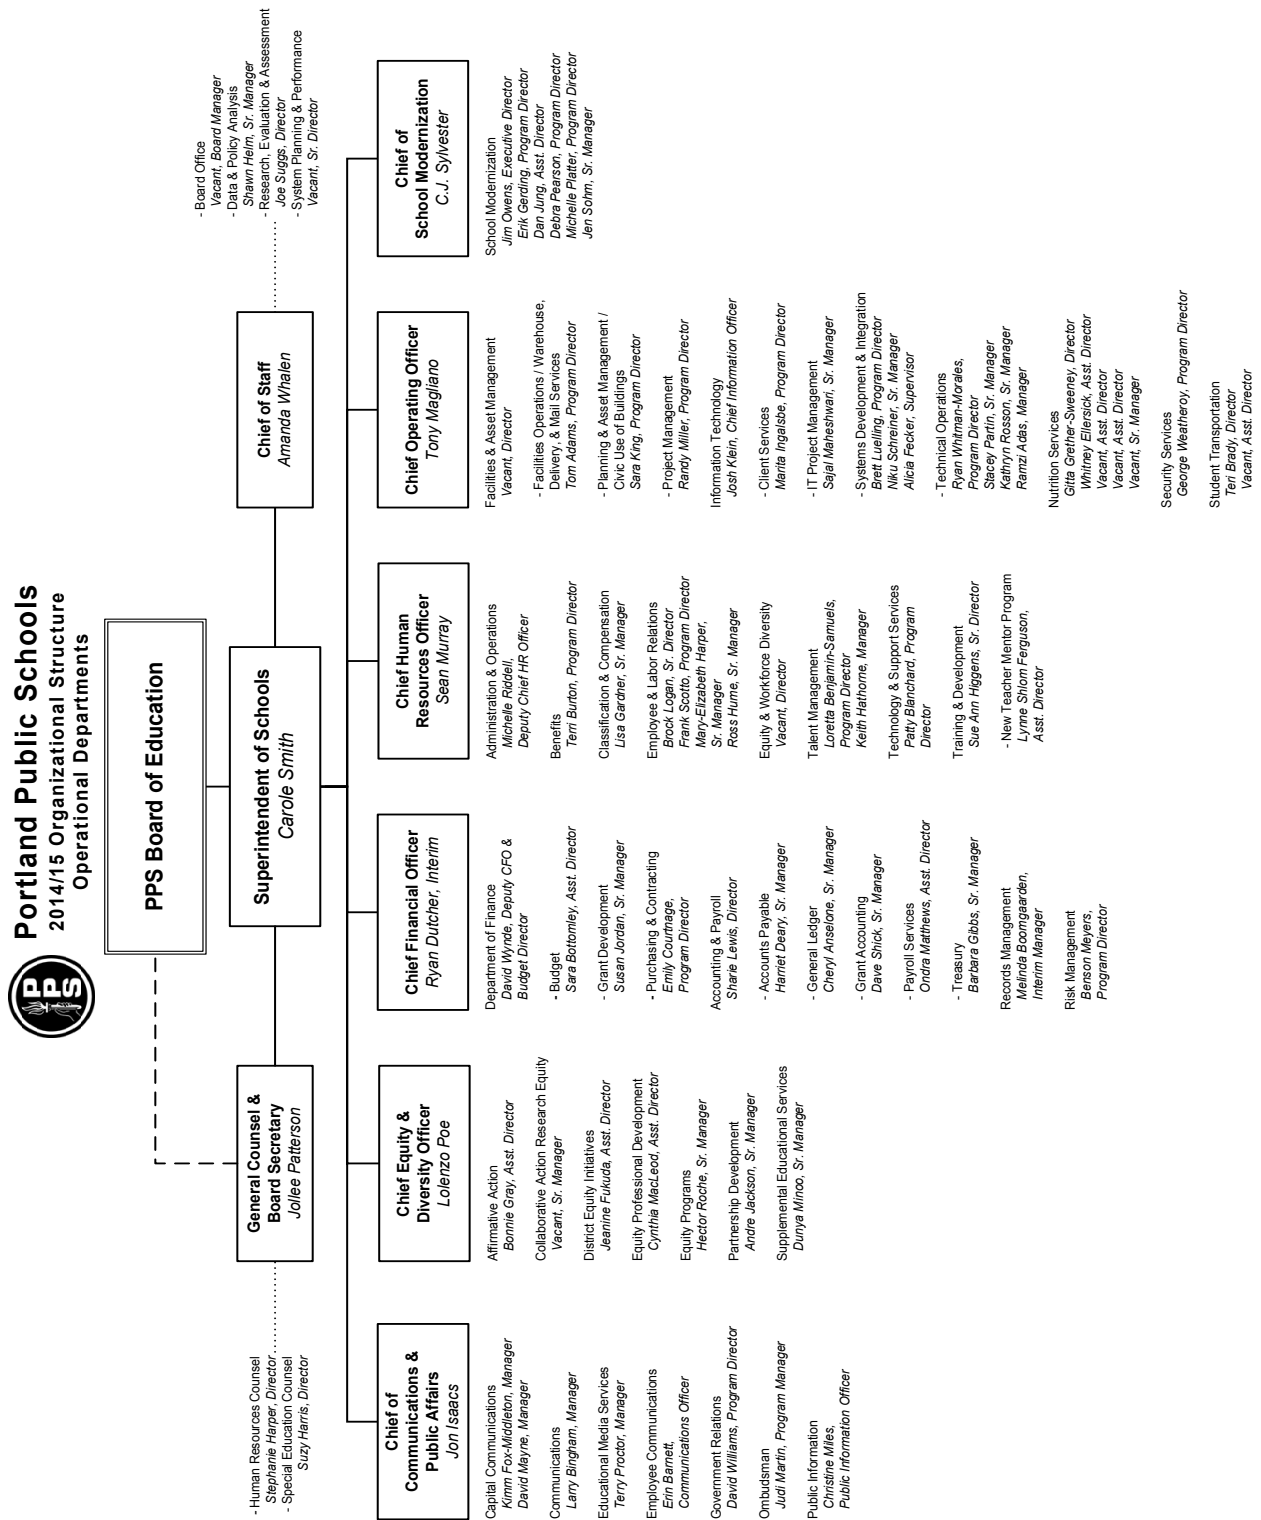 Portland Public Schools
2014/15 Organizational Structure
Operational Departments
PPS
PPS Board of Education
Superintendent of Schools
Carole Smith
General Counsel &
Board Secretary
Jollee Patterson
- Human Resources Counsel
Stephanie Harper, Director
- Special Education Counsel
Suzy Harris, Director
Chief of Staff
Amanda Whalen
- Board Office
Vacant, Board Manager
- Data & Policy Analysis
Shawn Helm, Sr. Manager
- Research, Evaluation & Assessment
Joe Suggs, Director
- System Planning & Performance
Vacant, Sr. Director
Chief of
Communications &
Public Affairs
Jon Isaacs
Capital Communications
Kimm Fox-Middleton, Manager
David Mayne, Manager
Communications
Larry Bingham, Manager
Educational Media Services
Terry Proctor, Manager
Employee Communications
Erin Barnett,
Communications Officer
Government Relations
David Williams, Program Director
Ombudsman
Judi Martin, Program Manager
Public Information
Christine Miles,
Public Information Officer
Chief Equity &
Diversity Officer
Lolenzo Poe
Affirmative Action
Bonnie Gray, Asst. Director
Collaborative Action Research Equity
Vacant, Sr. Manager
District Equity Initiatives
Jeanine Fukuda, Asst. Director
Equity Professional Development
Cynthia MacLeod, Asst. Director
Equity Programs
Hector Roche, Sr. Manager
Partnership Development
Andre Jackson, Sr. Manager
Supplemental Educational Services
Dunya Minoo, Sr. Manager
Chief Financial Officer
Ryan Dutcher, Interim
Department of Finance
David Wynde, Deputy CFO &
Budget Director
- Budget
Sara Bottomley, Asst. Director
- Grant Development
Susan Jordan, Sr. Manager
- Purchasing & Contracting
Emily Courtnage,
Program Director
Accounting & Payroll
Sharie Lewis, Director
- Accounts Payable
Harriet Deary, Sr. Manager
- General Ledger
Cheryl Anselone, Sr. Manager
- Grant Accounting
Dave Shick, Sr. Manager
- Payroll Services
Ondra Matthews, Asst. Director
- Treasury
Barbara Gibbs, Sr. Manager
Records Management
Melinda Boomgaarden,
Interim Manager
Risk Management
Benson Meyers,
Program Director
Chief Human
Resources Officer
Sean Murray
Administration & Operations
Michelle Riddell,
Deputy Chief HR Officer
Benefits
Terri Burton, Program Director
Classification & Compensation
Lisa Gardner, Sr. Manager
Employee & Labor Relations
Brock Logan, Sr. Director
Frank Scotto, Program Director
Mary-Elizabeth Harper,
Sr. Manager
Ross Hume, Sr. Manager
Equity & Workforce Diversity
Vacant, Director
Talent Management
Loretta Benjamin-Samuels,
Program Director
Keith Hathorne, Manager
Technology & Support Services
Patty Blanchard, Program
Director
Training & Development
Sue Ann Higgens, Sr. Director
- New Teacher Mentor Program
Lynne Shlom Ferguson,
Asst. Director
Chief Operating Officer
Tony Magliano
Facilities & Asset Management
Vacant, Director
- Facilities Operations / Warehouse,
Delivery, & Mail Services
Tom Adams, Program Director
- Planning & Asset Management /
Civic Use of Buildings
Sara King, Program Director
- Project Management
Randy Miller, Program Director
Information Technology
Josh Klein, Chief Information Officer
- Client Services
Marita Ingalsbe, Program Director
- IT Project Management
Sajal Maheshwari, Sr. Manager
- Systems Development & Integration
Brett Luelling, Program Director
Niku Schreiner, Sr. Manager
Alicia Fecker, Supervisor
- Technical Operations
Ryan Whitman-Morales,
Program Director
Stacey Partin, Sr. Manager
Kathryn Rosson, Sr. Manager
Ramzi Adas, Manager
Nutrition Services
Gitta Grether-Sweeney, Director
Whitney Ellersick, Asst. Director
Vacant, Asst. Director
Vacant, Asst. Director
Vacant, Sr. Manager
Security Services
George Weatheroy, Program Director
Student Transportation
Teri Brady, Director
Vacant, Asst. Director
Chief of
School Modernization
C.J. Sylvester
School Modernization
Jim Owens, Executive Director
Erik Gerding, Program Director
Dan Jung, Asst. Director
Debra Pearson, Program Director
Michelle Platter, Program Director
Jen Sohm, Sr. Manager